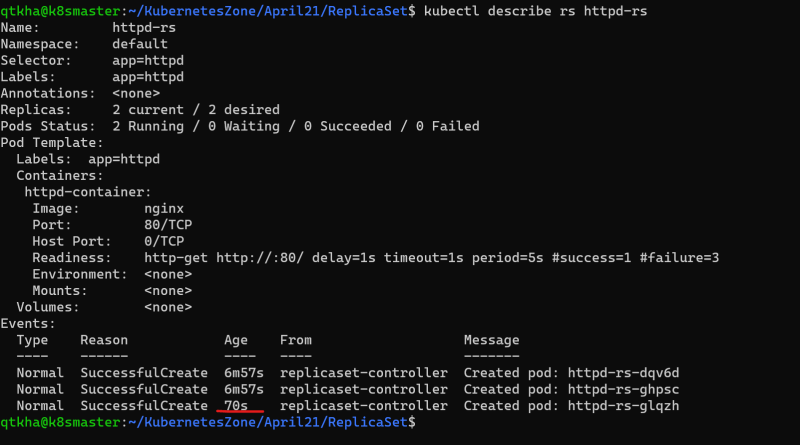 qtkha@k8smaster:~/KubernetesZone/April21/ReplicaSet$ kubectl describe rs httpd-rs
Name:         httpd-rs
Namespace:    default
Selector:     app=httpd
Labels:       app=httpd
Annotations:  <none>
Replicas:     2 current / 2 desired
Pods Status:  2 Running / 0 Waiting / 0 Succeeded / 0 Failed
Pod Template:
  Labels:  app=httpd
  Containers:
   httpd-container:
    Image:        nginx
    Port:         80/TCP
    Host Port:    0/TCP
    Readiness:    http-get http://:80/ delay=1s timeout=1s period=5s #success=1 #failure=3
    Environment:  <none>
    Mounts:       <none>
  Volumes:        <none>
Events:
  Type    Reason            Age    From                   Message
  ----    ------            ----   ----                   -------
  Normal  SuccessfulCreate  6m57s  replicaset-controller  Created pod: httpd-rs-dqv6d
  Normal  SuccessfulCreate  6m57s  replicaset-controller  Created pod: httpd-rs-ghpsc
  Normal  SuccessfulCreate  70s    replicaset-controller  Created pod: httpd-rs-glqzh
qtkha@k8smaster:~/KubernetesZone/April21/ReplicaSet$